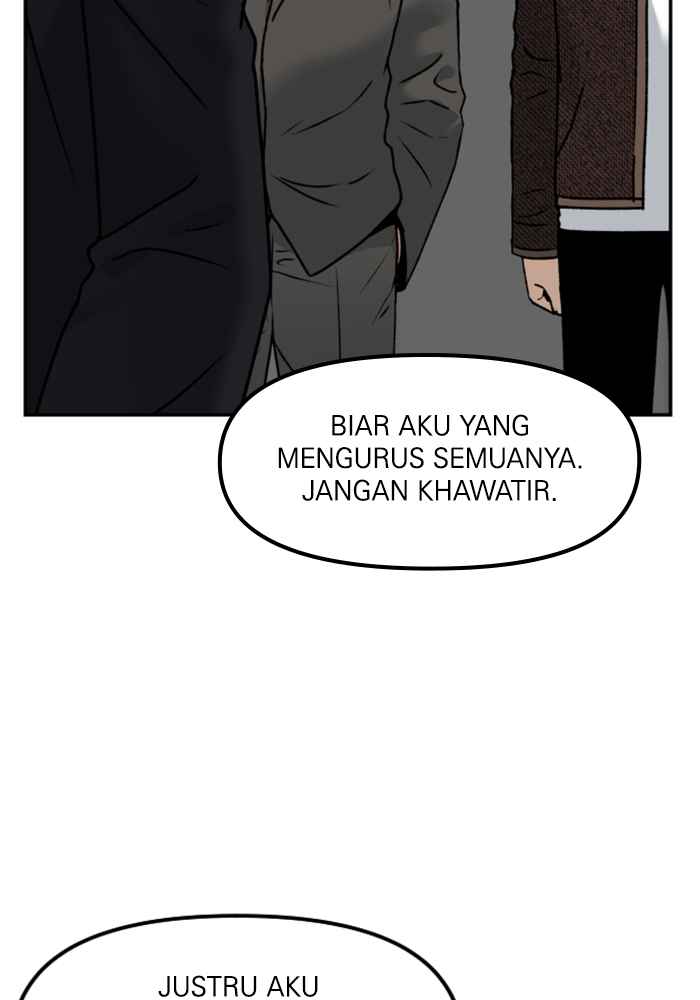 BIAR AKU YANG
MENGURUS SEMUANYA.
JANGAN KHAWATIR.
JUSTRU AKU